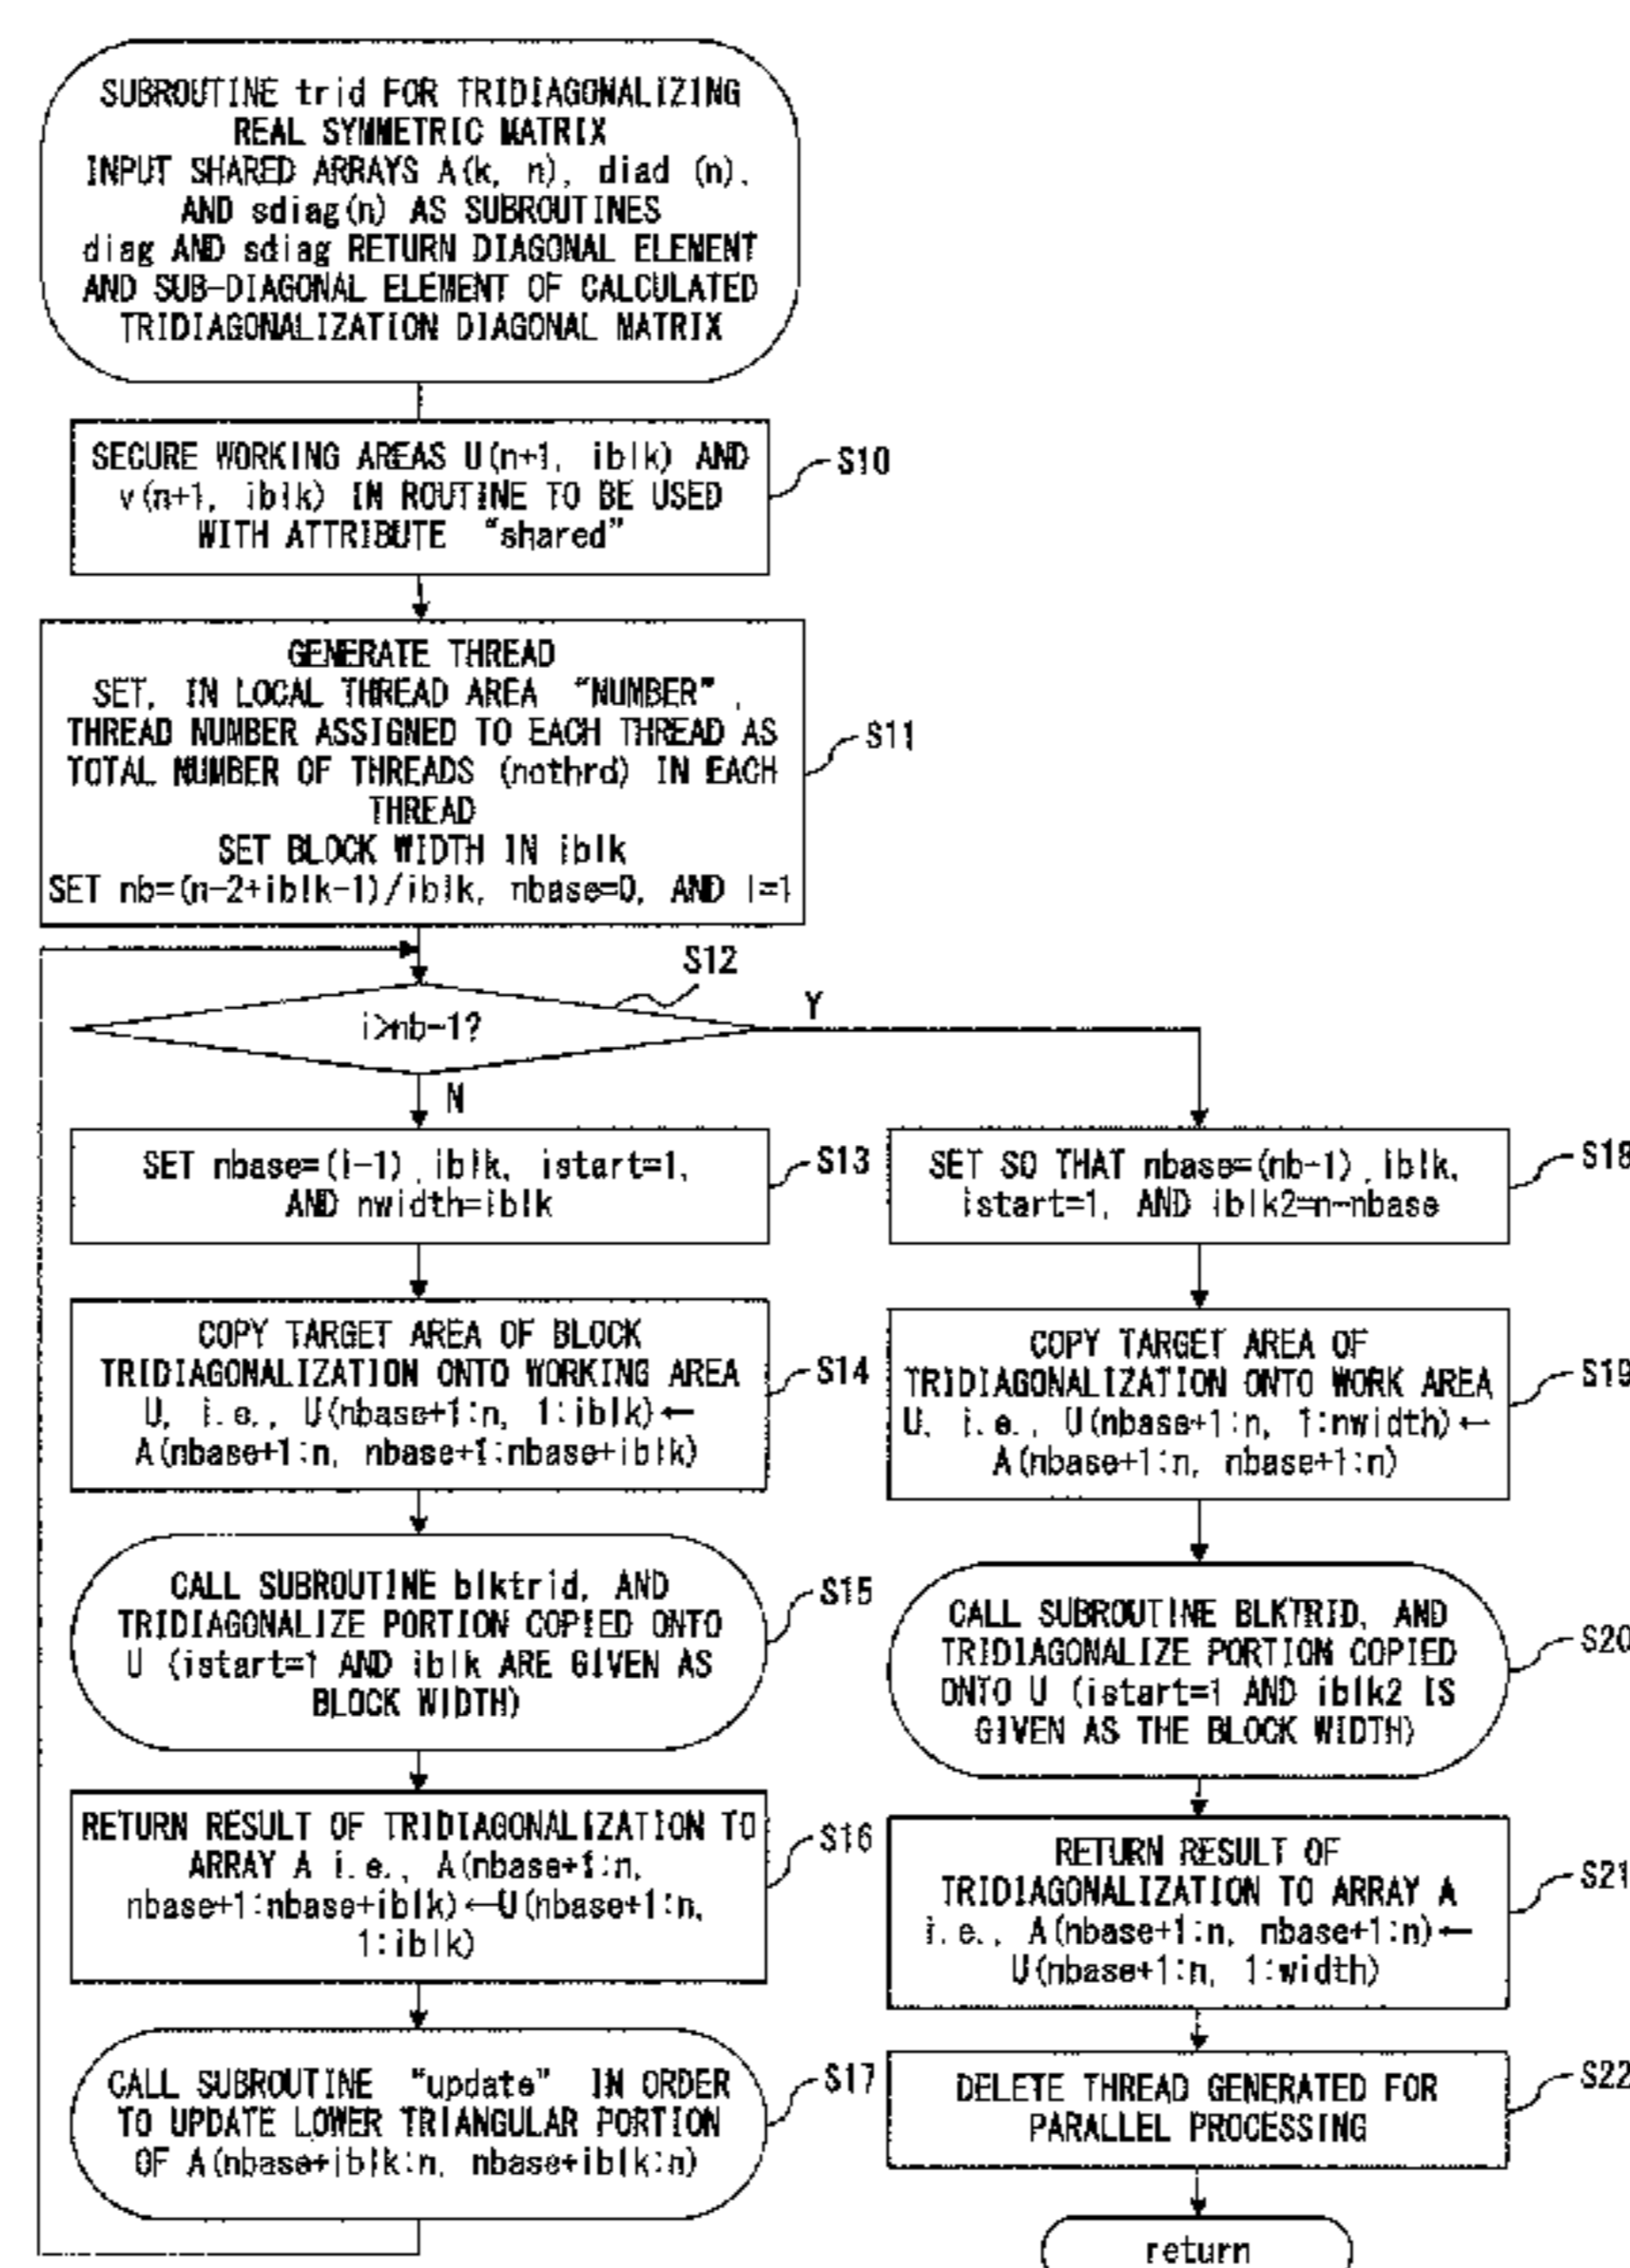 SUBROUTINE trid FOR TRIDIAGONALIZING
REAL SYMMETRIC MATRIX
INPUT SHARED ARRAYS A(k, n), diad (n),
AND sdiag(n) AS SUBROUTINES
diag AND sdiag RETURN DIAGONAL ELEMENT
AND SUB-DIAGONAL ELEMENT OF CALCULATED
TRIDIAGONALIZATION DIAGONAL MATRIX
SECURE WORKING AREAS U(n+1, iblk) AND
v(n+1, iblk) IN ROUTINE TO BE USED
WITH ATTRIBUTE "shared"
S10
GENERATE THREAD
SET, IN LOCAL THREAD AREA "NUMBER",
THREAD NUMBER ASSIGNED TO EACH THREAD AS
TOTAL NUMBER OF THREADS (nothrd) IN EACH
THREAD
SET BLOCK WIDTH IN iblk
SET nb=(n-2+iblk-1)/iblk, nbase=0, AND i=1
S11
S12
i>nb-1?
Y
N
SET nbase=(i-1) iblk, istart=1,
AND nwidth=iblk
S13
COPY TARGET AREA OF BLOCK
TRIDIAGONALIZATION ONTO WORKING AREA
U, i.e., U(nbase+1:n, 1:iblk)←
A(nbase+1:n, nbase+1:nbase+iblk)
S14
CALL SUBROUTINE blktrid, AND
TRIDIAGONALIZE PORTION COPIED ONTO
U (istart=1 AND iblk ARE GIVEN AS
BLOCK WIDTH)
S15
RETURN RESULT OF TRIDIAGONALIZATION TO
ARRAY A i.e., A(nbase+1:n,
nbase+1:nbase+iblk)←U(nbase+1:n,
1:iblk)
S16
CALL SUBROUTINE "update" IN ORDER
TO UPDATE LOWER TRIANGULAR PORTION
OF A(nbase+iblk:n, nbase+iblk:n)
S17
SET SO THAT nbase=(nb-1) iblk,
istart=1, AND iblk2=n-nbase
S18
COPY TARGET AREA OF
TRIDIAGONALIZATION ONTO WORK AREA
U, i.e., U(nbase+1:n, 1:nwidth)←
A(nbase+1:n, nbase+1:n)
S19
CALL SUBROUTINE BLKTRID, AND
TRIDIAGONALIZE PORTION COPIED
ONTO U (istart=1 AND iblk2 IS
GIVEN AS THE BLOCK WIDTH)
S20
RETURN RESULT OF
TRIDIAGONALIZATION TO ARRAY A
i.e., A(nbase+1:n, nbase+1:n)←
U(nbase+1:n, 1:width)
S21
DELETE THREAD GENERATED FOR
PARALLEL PROCESSING
S22
return